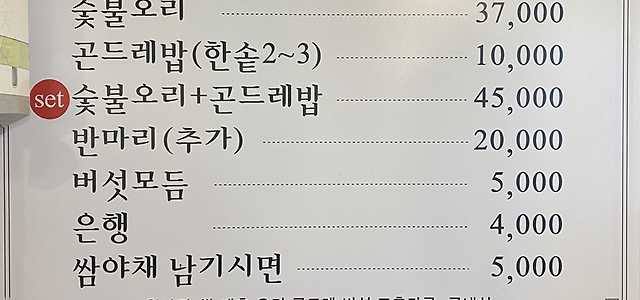 숯불오리 37,000
곤드레밥(한솥2~3) 10,000
set 숯불오리+곤드레밥 45,000
반마리(추가) 20,000
버섯모듬 5,000
은행 4,000
쌈야채 남기시면 5,000